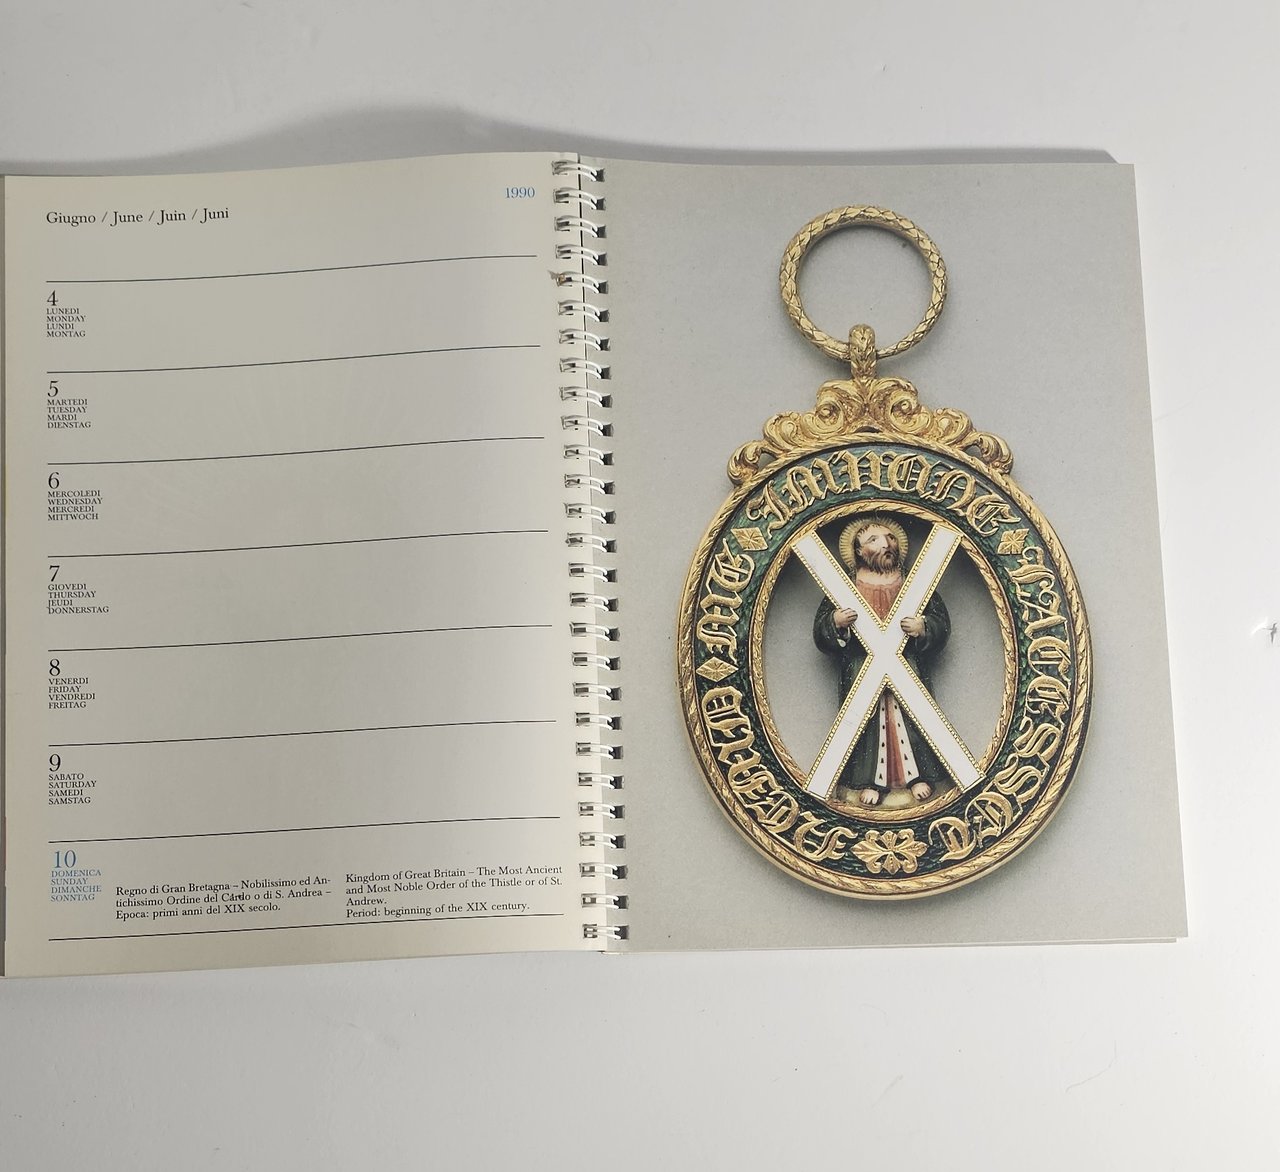 Giugno / June / Juin / Juni
1990
4
LUNEDI
MONDAY
LUNDI
MONTAG
5
MARTEDI
TUESDAY
MARDI
DIENSTAG
6
MERCOLEDI
WEDNESDAY
MERCREDI
MITTWOCH
7
GIOVEDI
THURSDAY
JEUDI
DONNERSTAG
8
VENERDI
FRIDAY
VENDREDI
FREITAG
9
SABATO
SATURDAY
SAMEDI
SAMSTAG
10
DOMENICA
SUNDAY
DIMANCHE
SONNTAG
Regno di Gran Bretagna – Nobilissimo ed An-
tichissimo Ordine del Cardo o di S. Andrea –
Epoca: primi anni del XIX secolo.
Kingdom of Great Britain – The Most Ancient
and Most Noble Order of the Thistle or of St.
Andrew.
Period: beginning of the XIX century.
ME